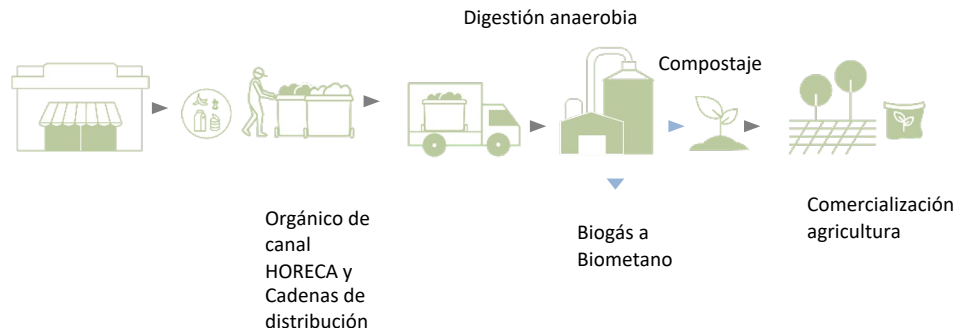 Digestión anaerobia
Compostaje
Orgánico de
canal
HORECA y
Cadenas de
distribución
Biogás a
Biometano
Comercialización
agricultura